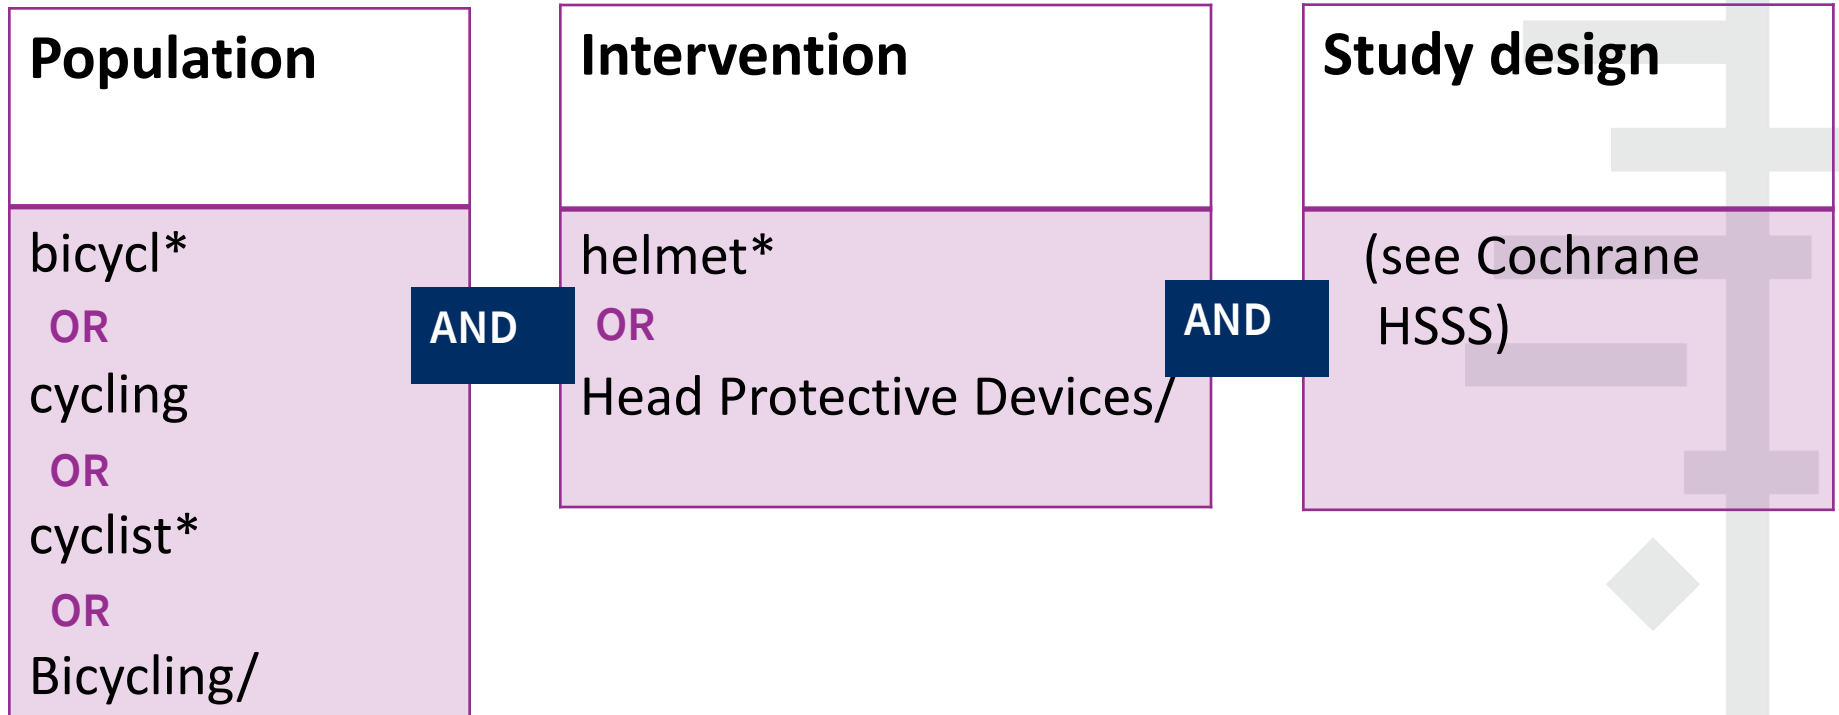 Population
bicycl*
OR
cycling
OR
cyclist*
OR
Bicycling/
AND
Intervention
helmet*
OR
Head Protective Devices/
AND
Study design
(see Cochrane
HSSS)